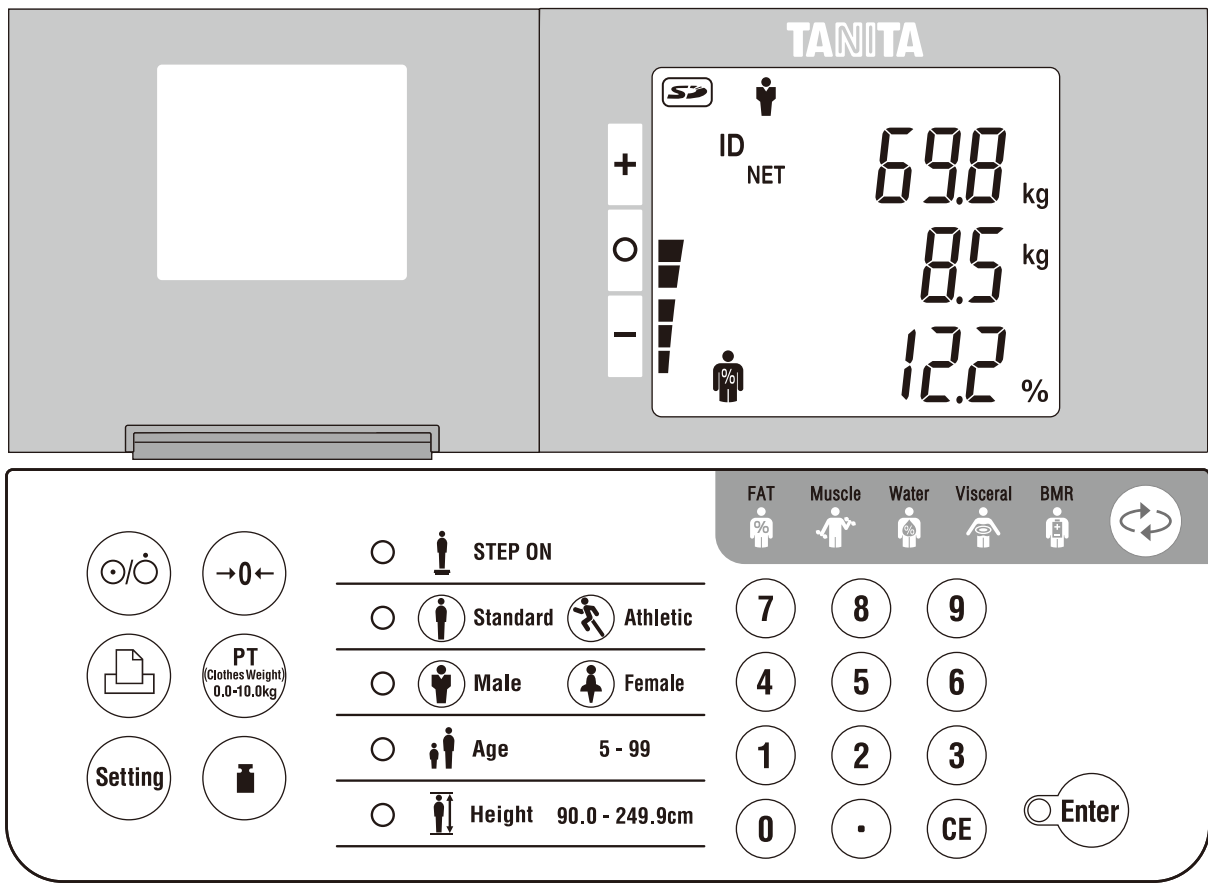 TANITA
SD
ID
NET
69.8 kg
8.5 kg
12.2 %
+
○
−
%
FAT Muscle Water Visceral BMR
%
→0←
PT
(Clothes Weight)
0.0-10.0kg
Setting
STEP ON
Standard Athletic
Male Female
Age 5 - 99
Height 90.0 - 249.9cm
7 8 9
4 5 6
1 2 3
0 . CE
Enter